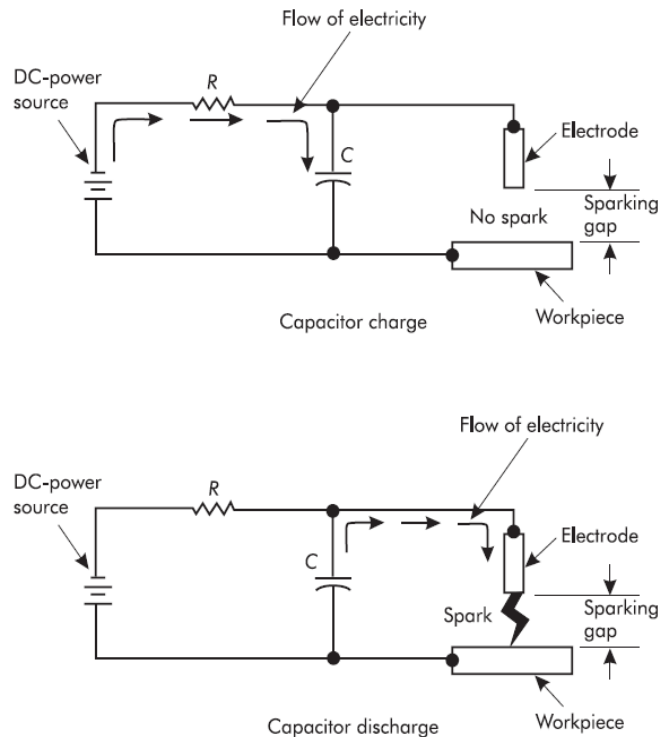 Flow of electricity
DC-power
source
R
Electrode
C
No spark
Sparking
gap
Workpiece
Capacitor charge
Flow of electricity
DC-power
source
R
Electrode
C
Spark
Sparking
gap
Workpiece
Capacitor discharge